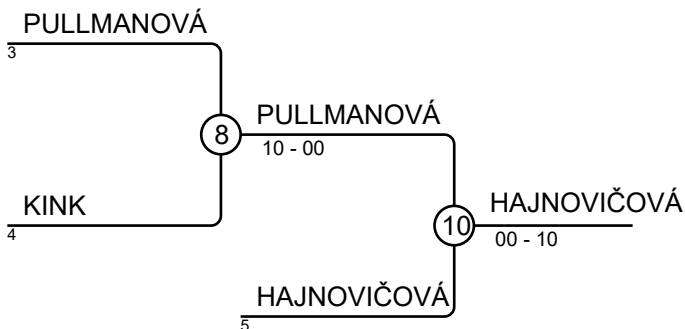 PULLMANOVÁ
3
8
PULLMANOVÁ
10 - 00
KINK
4
10
HAJNOVIČOVÁ
00 - 10
HAJNOVIČOVÁ
5